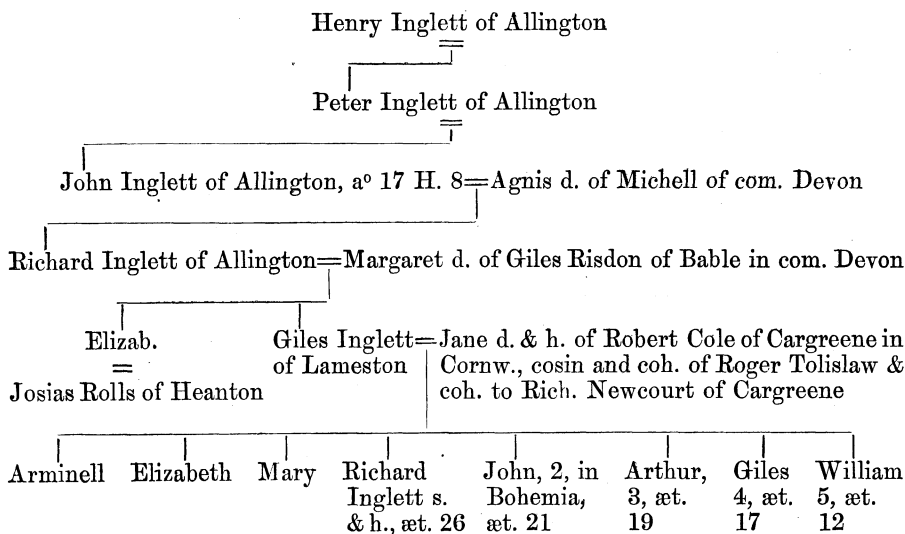 Henry Inglett of Allington
=
Peter Inglett of Allington
=
John Inglett of Allington, aº 17 H. 8=Agnis d. of Michell of com. Devon
Richard Inglett of Allington=Margaret d. of Giles Risdon of Bable in com. Devon
Elizab.
=
Josias Rolls of Heanton
Giles Inglett=Jane d. & h. of Robert Cole of Cargreene in
of Lameston Cornw., cosin and coh. of Roger Tolislaw &
coh. to Rich. Newcourt of Cargreene
Arminell
Elizabeth
Mary
Richard
Inglett s.
& h., æt. 26
John, 2, in
Bohemia,
æt. 21
Arthur,
3, æt.
19
Giles
4, æt.
17
William
5, æt.
12